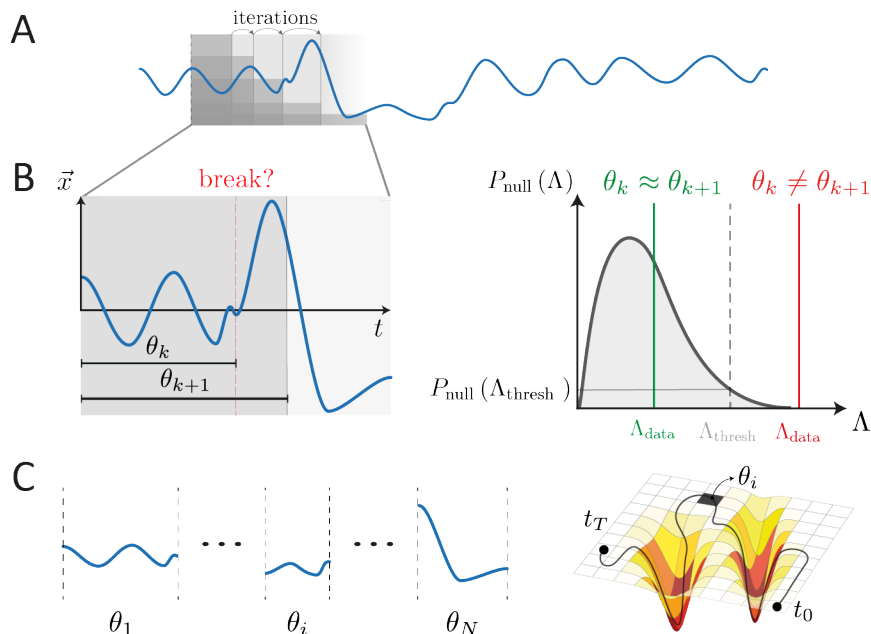 A
iterations
B
x⃗
break?
t
θ_k
θ_{k+1}
P_null(Λ)
θ_k ≈ θ_{k+1}
θ_k ≠ θ_{k+1}
P_null(Λ_thresh)
Λ_data
Λ_thresh
Λ_data
Λ
C
...
...
θ_1
θ_i
θ_N
θ_i
t_T
t_0